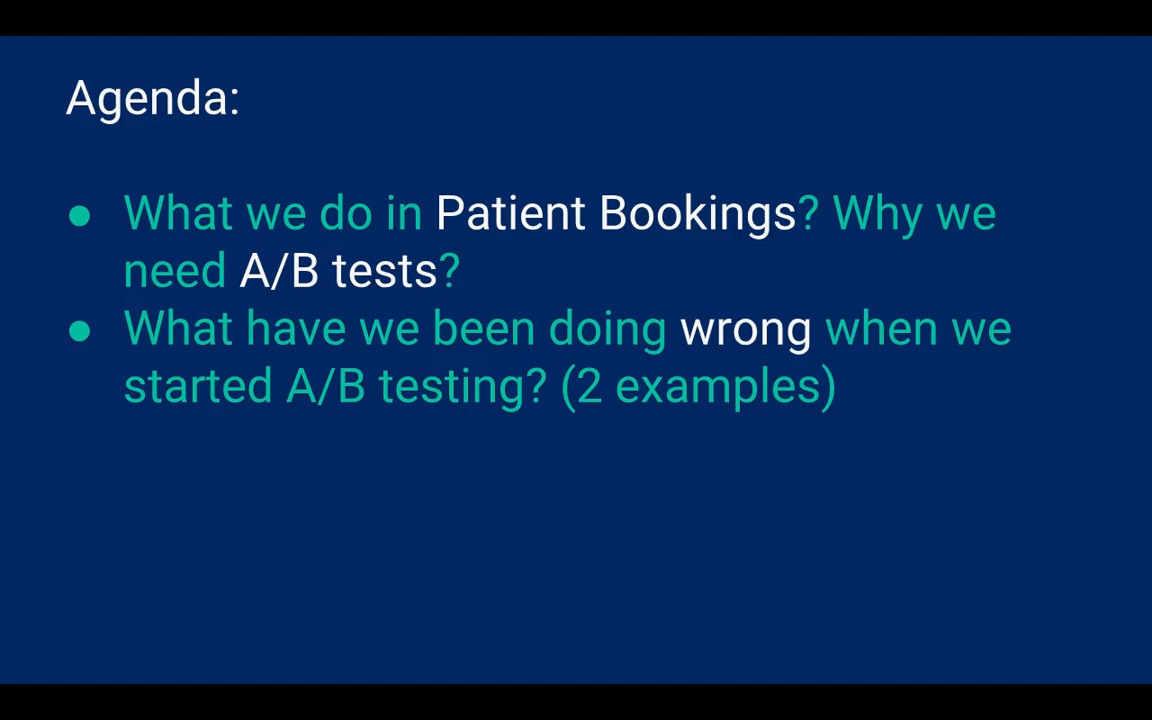 Agenda:
● What we do in Patient Bookings? Why we
need A/B tests?
● What have we been doing wrong when we
started A/B testing? (2 examples)